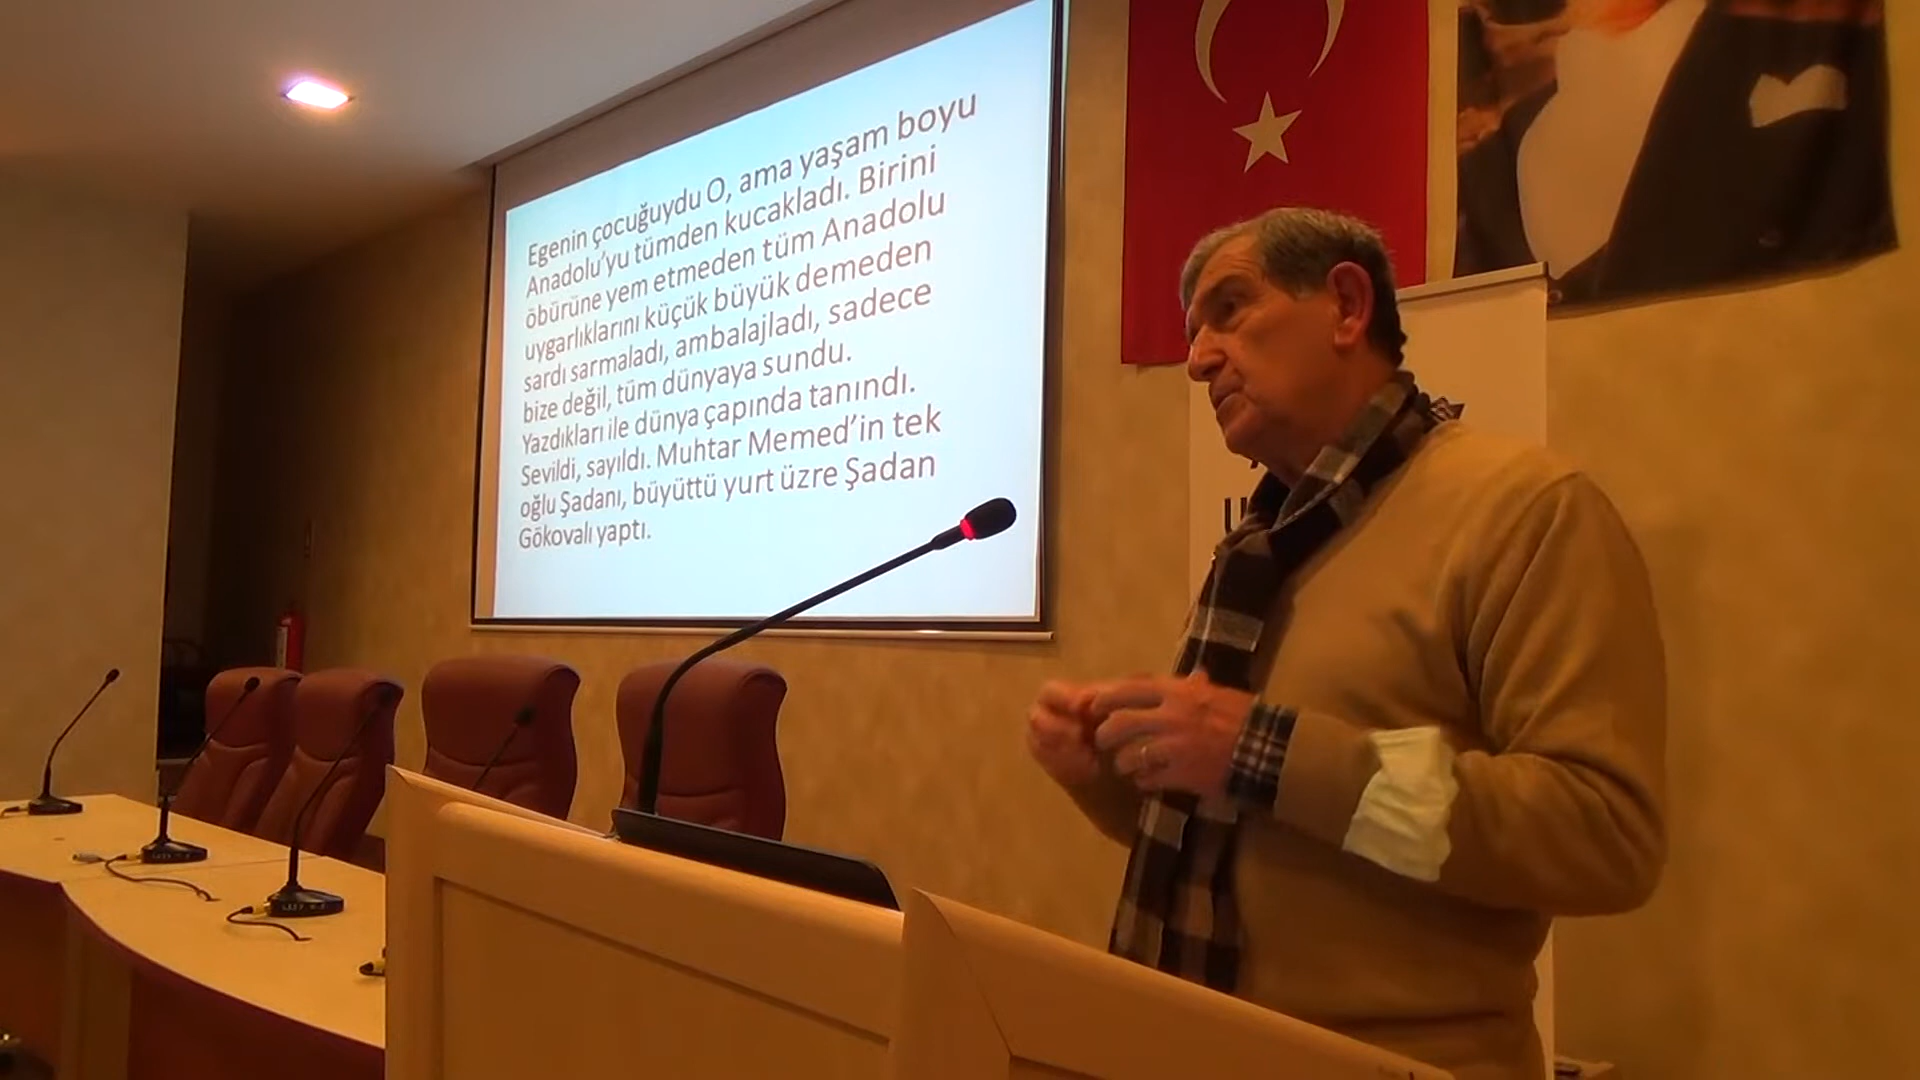 Egenin çocuğuydu O, ama yaşam boyu
Anadolu'yu tümden kucakladı. Birini
öbürüne yem etmeden tüm Anadolu
uygarlıklarını küçük büyük demeden
sardı sarmaladı, ambalajladı, sadece
bize değil, tüm dünyaya sundu.
Yazdıkları ile dünya çapında tanındı.
Sevildi, sayıldı. Muhtar Memed'in tek
oğlu Şadanı, büyüttü yurt üzre Şadan
Gökovalı yaptı.